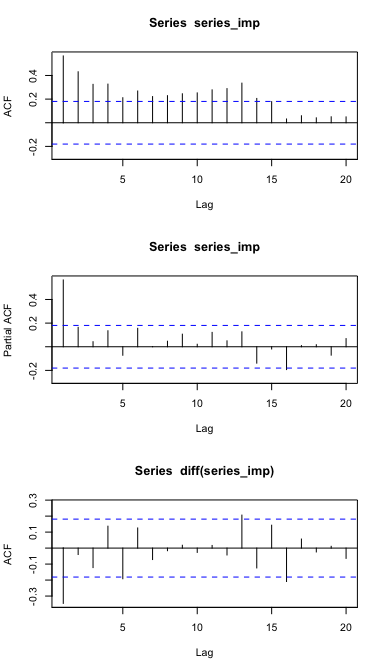 Series series_imp
ACF
0.4
0.2
-0.2
5 10 15 20
Lag
Series series_imp
Partial ACF
0.4
0.2
-0.2
5 10 15 20
Lag
Series diff(series_imp)
ACF
0.3
0.1
-0.1
-0.3
5 10 15 20
Lag